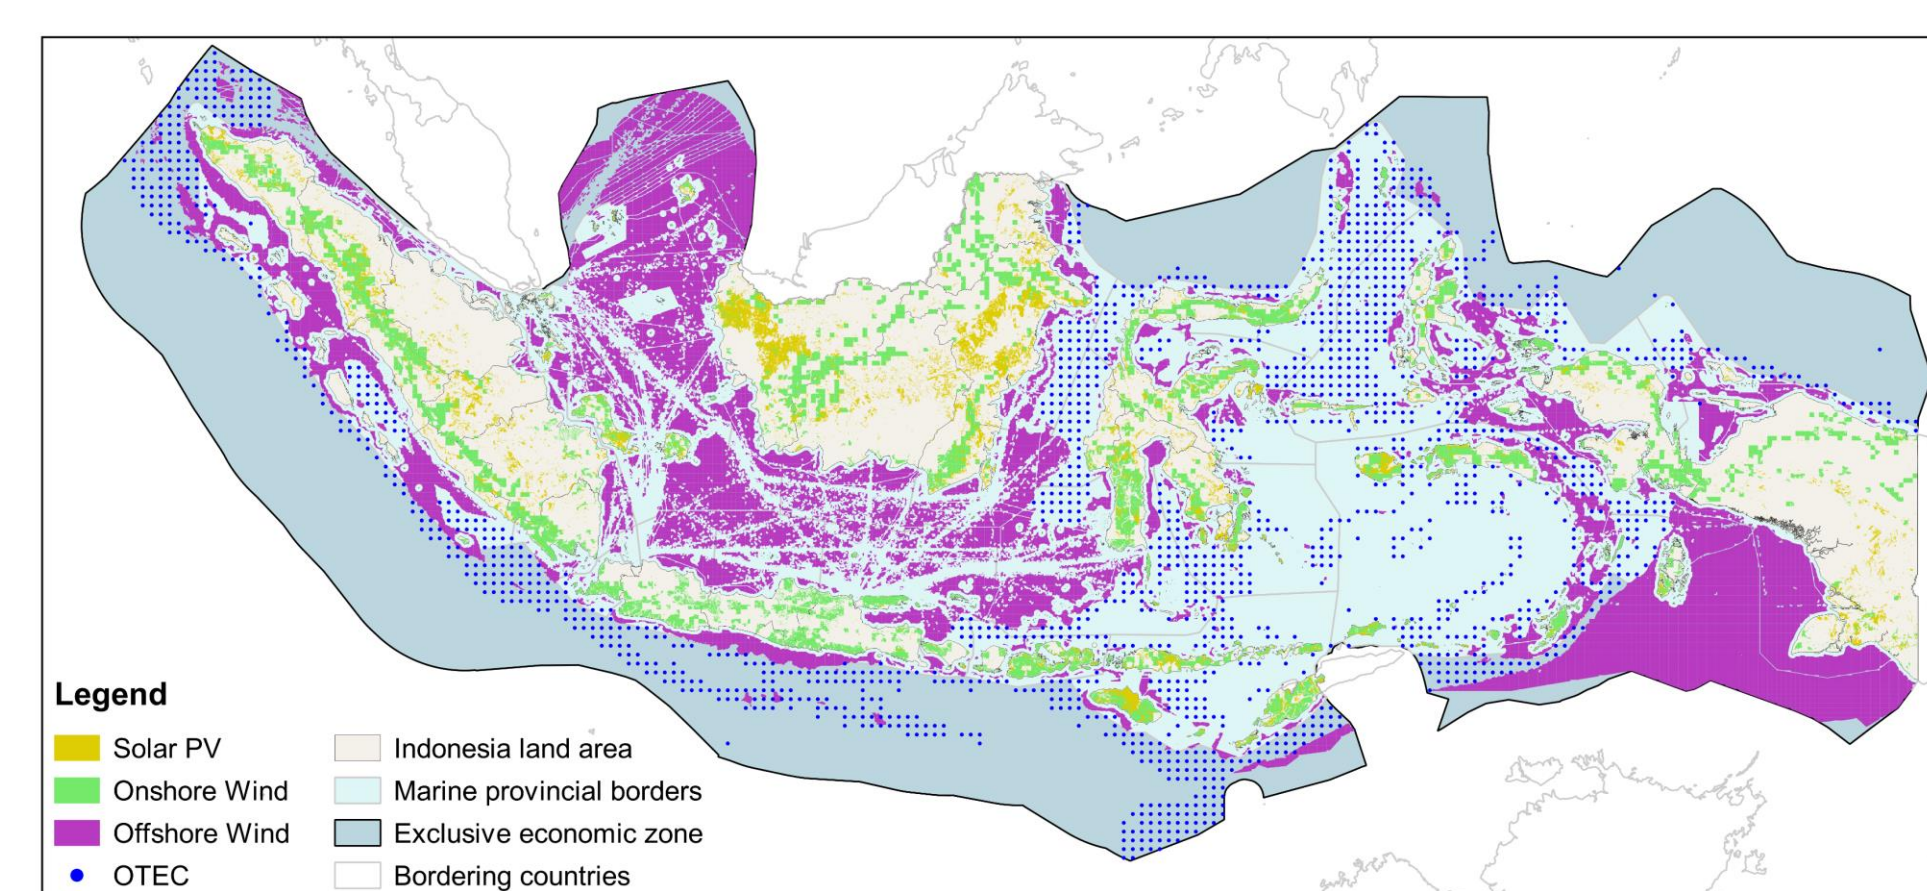 Legend
Solar PV
Onshore Wind
Offshore Wind
OTEC
Indonesia land area
Marine provincial borders
Exclusive economic zone
Bordering countries